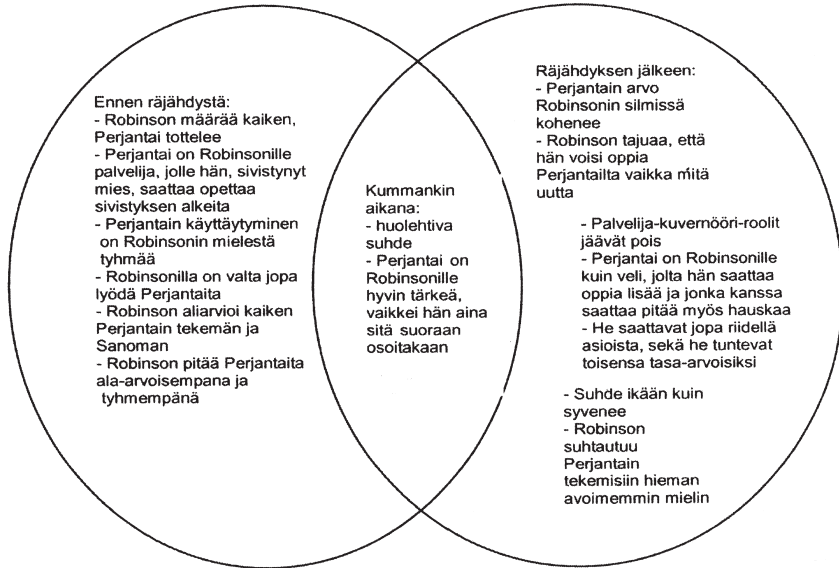 Ennen räjähdystä:
- Robinson määrää kaiken,
Perjantai tottelee
- Perjantai on Robinsonille
palvelija, jolle hän, sivistynyt
mies, saattaa opettaa
sivistyksen alkeita
- Perjantain käyttäytyminen
on Robinsonin mielestä
tyhmää
- Robinsonilla on valta jopa
lyödä Perjantaita
- Robinson aliarvioi kaiken
Perjantain tekemän ja
Sanoman
- Robinson pitää Perjantaita
ala-arvoisempana ja
tyhmempänä
Kummankin
aikana:
- huolehtiva
suhde
- Perjantai on
Robinsonille
hyvin tärkeä,
vaikkei hän aina
sitä suoraan
osoitakaan
Räjähdyksen jälkeen:
- Perjantain arvo
Robinsonin silmissä
kohenee
- Robinson tajuaa, että
hän voisi oppia
Perjantailta vaikka mitä
uutta
- Palvelija-kuvernööri-roolit
jäävät pois
- Perjantai on Robinsonille
kuin veli, jolta hän saattaa
oppia lisää ja jonka kanssa
saattaa pitää myös hauskaa
- He saattavat jopa riidellä
asioista, sekä he tuntevat
toisensa tasa-arvoisiksi
- Suhde ikään kuin
syvenee
- Robinson
suhtautuu
Perjantain
tekemisiin hieman
avoimemmin mielin